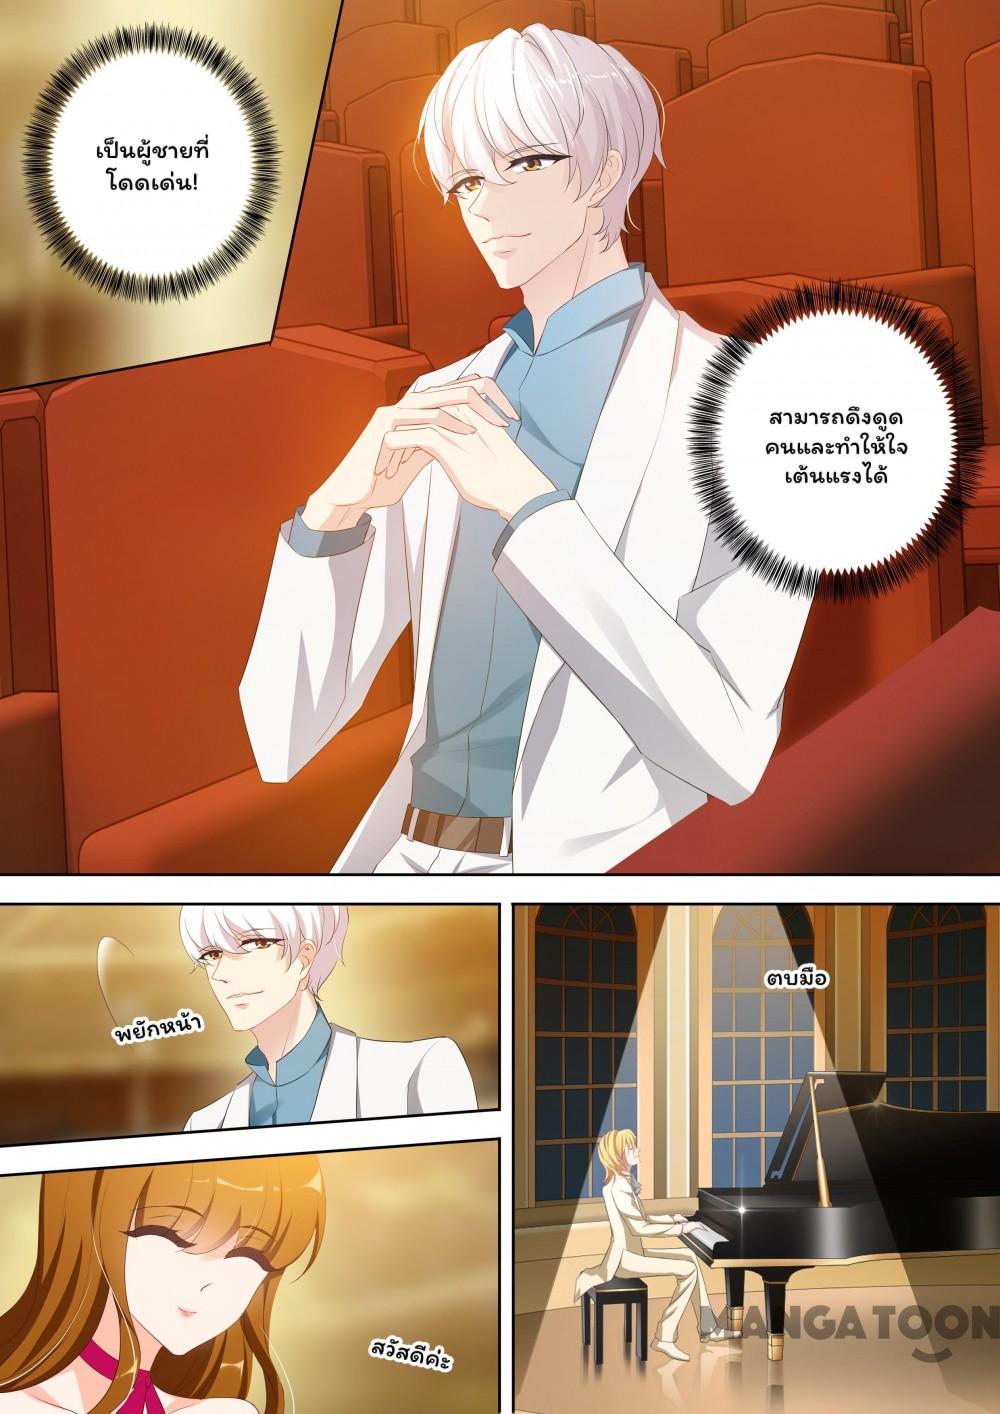 เป็นผู้ชายที่
โดดเด่น!
สามารถดึงดูด
คนและทำให้ใจ
เต้นแรงได้
พยักหน้า
ตบมือ
สวัสดีค่ะ
MANGATOON